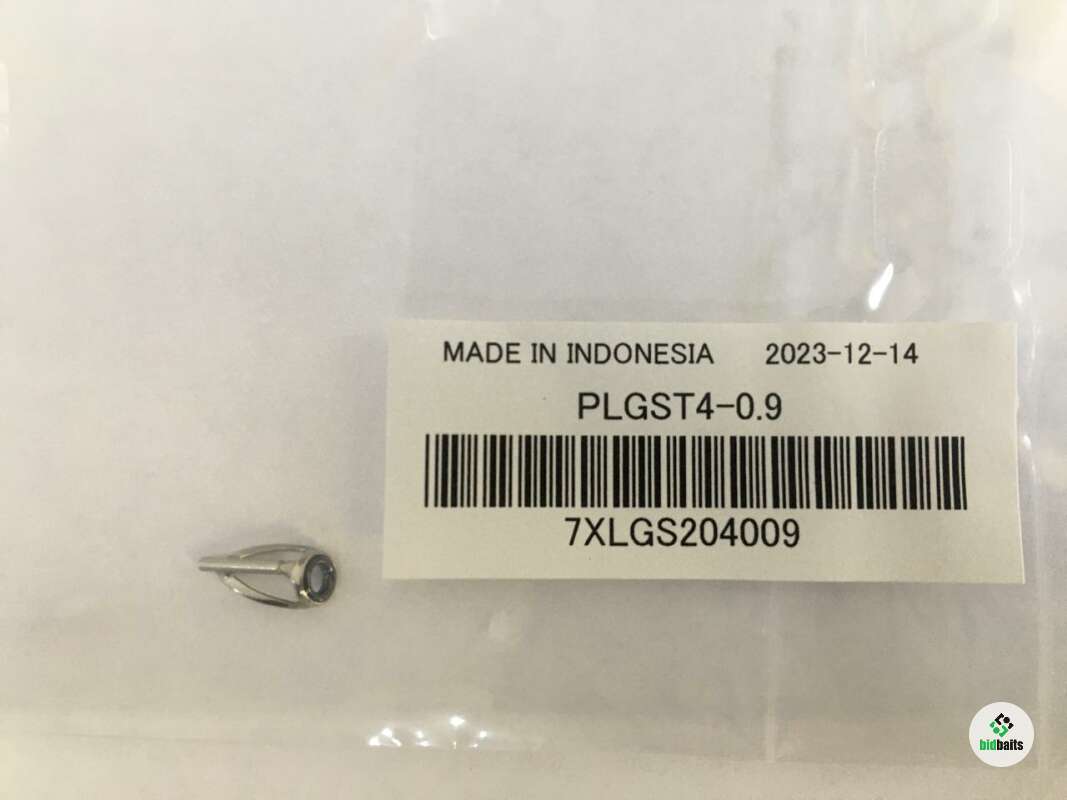 MADE IN INDONESIA 2023-12-14
PLGST4-0.9
7XLGS204009
bidbaits